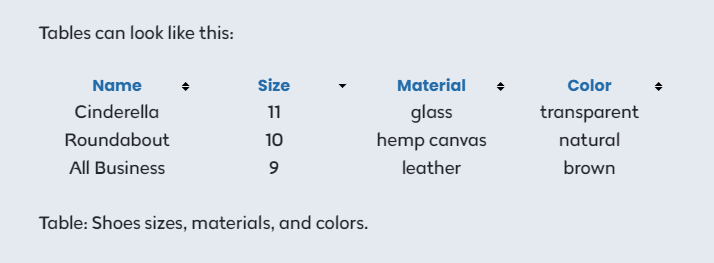 Tables can look like this:
Name Size Material Color
Cinderella 11 glass transparent
Roundabout 10 hemp canvas natural
All Business 9 leather brown
Table: Shoes sizes, materials, and colors.